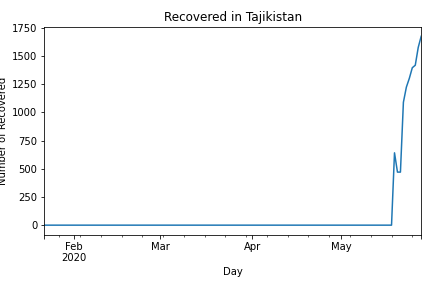 Recovered in Tajikistan
Number of Recovered
1750
1500
1250
1000
750
500
250
0
Feb
2020
Mar
Apr
May
Day